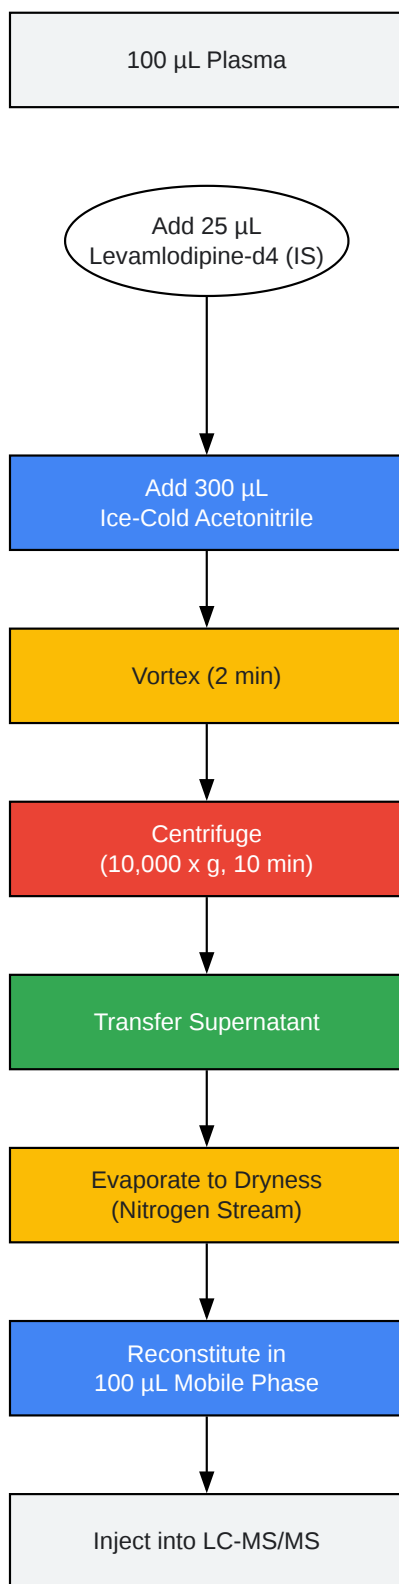 100 µL Plasma
Add 25 µL
Levamlodipine-d4 (IS)
Add 300 µL
Ice-Cold Acetonitrile
Vortex (2 min)
Centrifuge
(10,000 x g, 10 min)
Transfer Supernatant
Evaporate to Dryness
(Nitrogen Stream)
Reconstitute in
100 µL Mobile Phase
Inject into LC-MS/MS